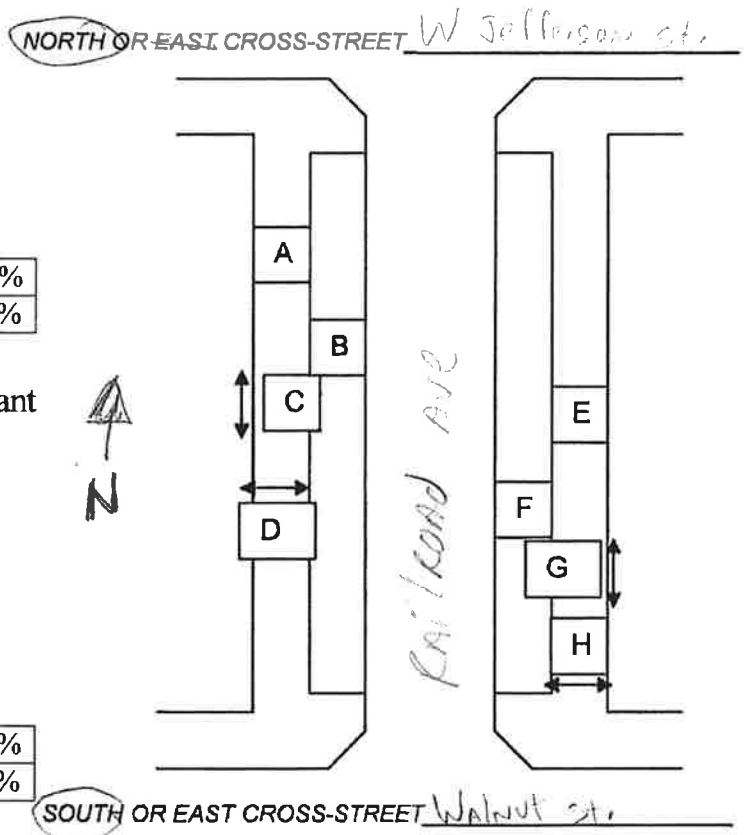 NORTH OR EAST CROSS-STREET W Jefferson St.
A
%
%
B
ant
C
E
N
RAILROAD AVE
F
D
G
H
%
%
SOUTH OR EAST CROSS-STREET Walnut St.